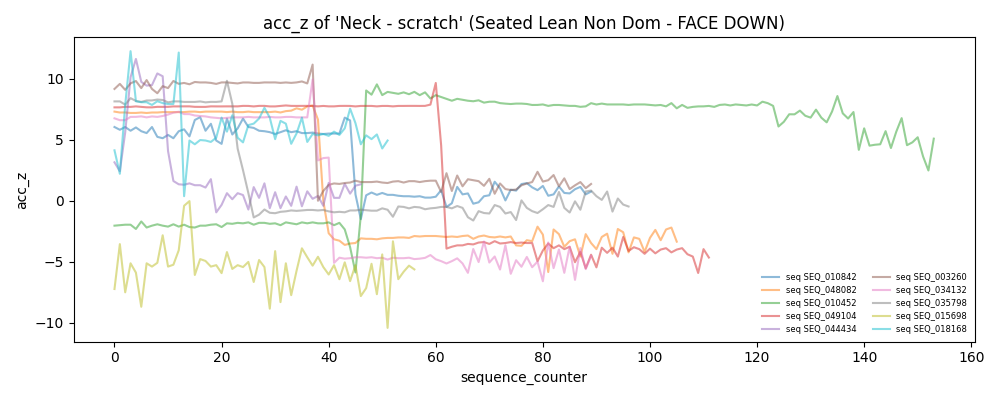 acc_z of 'Neck - scratch' (Seated Lean Non Dom - FACE DOWN)
acc_z
10
5
0
−5
−10
0 20 40 60 80 100 120 140 160
sequence_counter
seq SEQ_010842
seq SEQ_048082
seq SEQ_010452
seq SEQ_049104
seq SEQ_044434
seq SEQ_003260
seq SEQ_034132
seq SEQ_035798
seq SEQ_015698
seq SEQ_018168